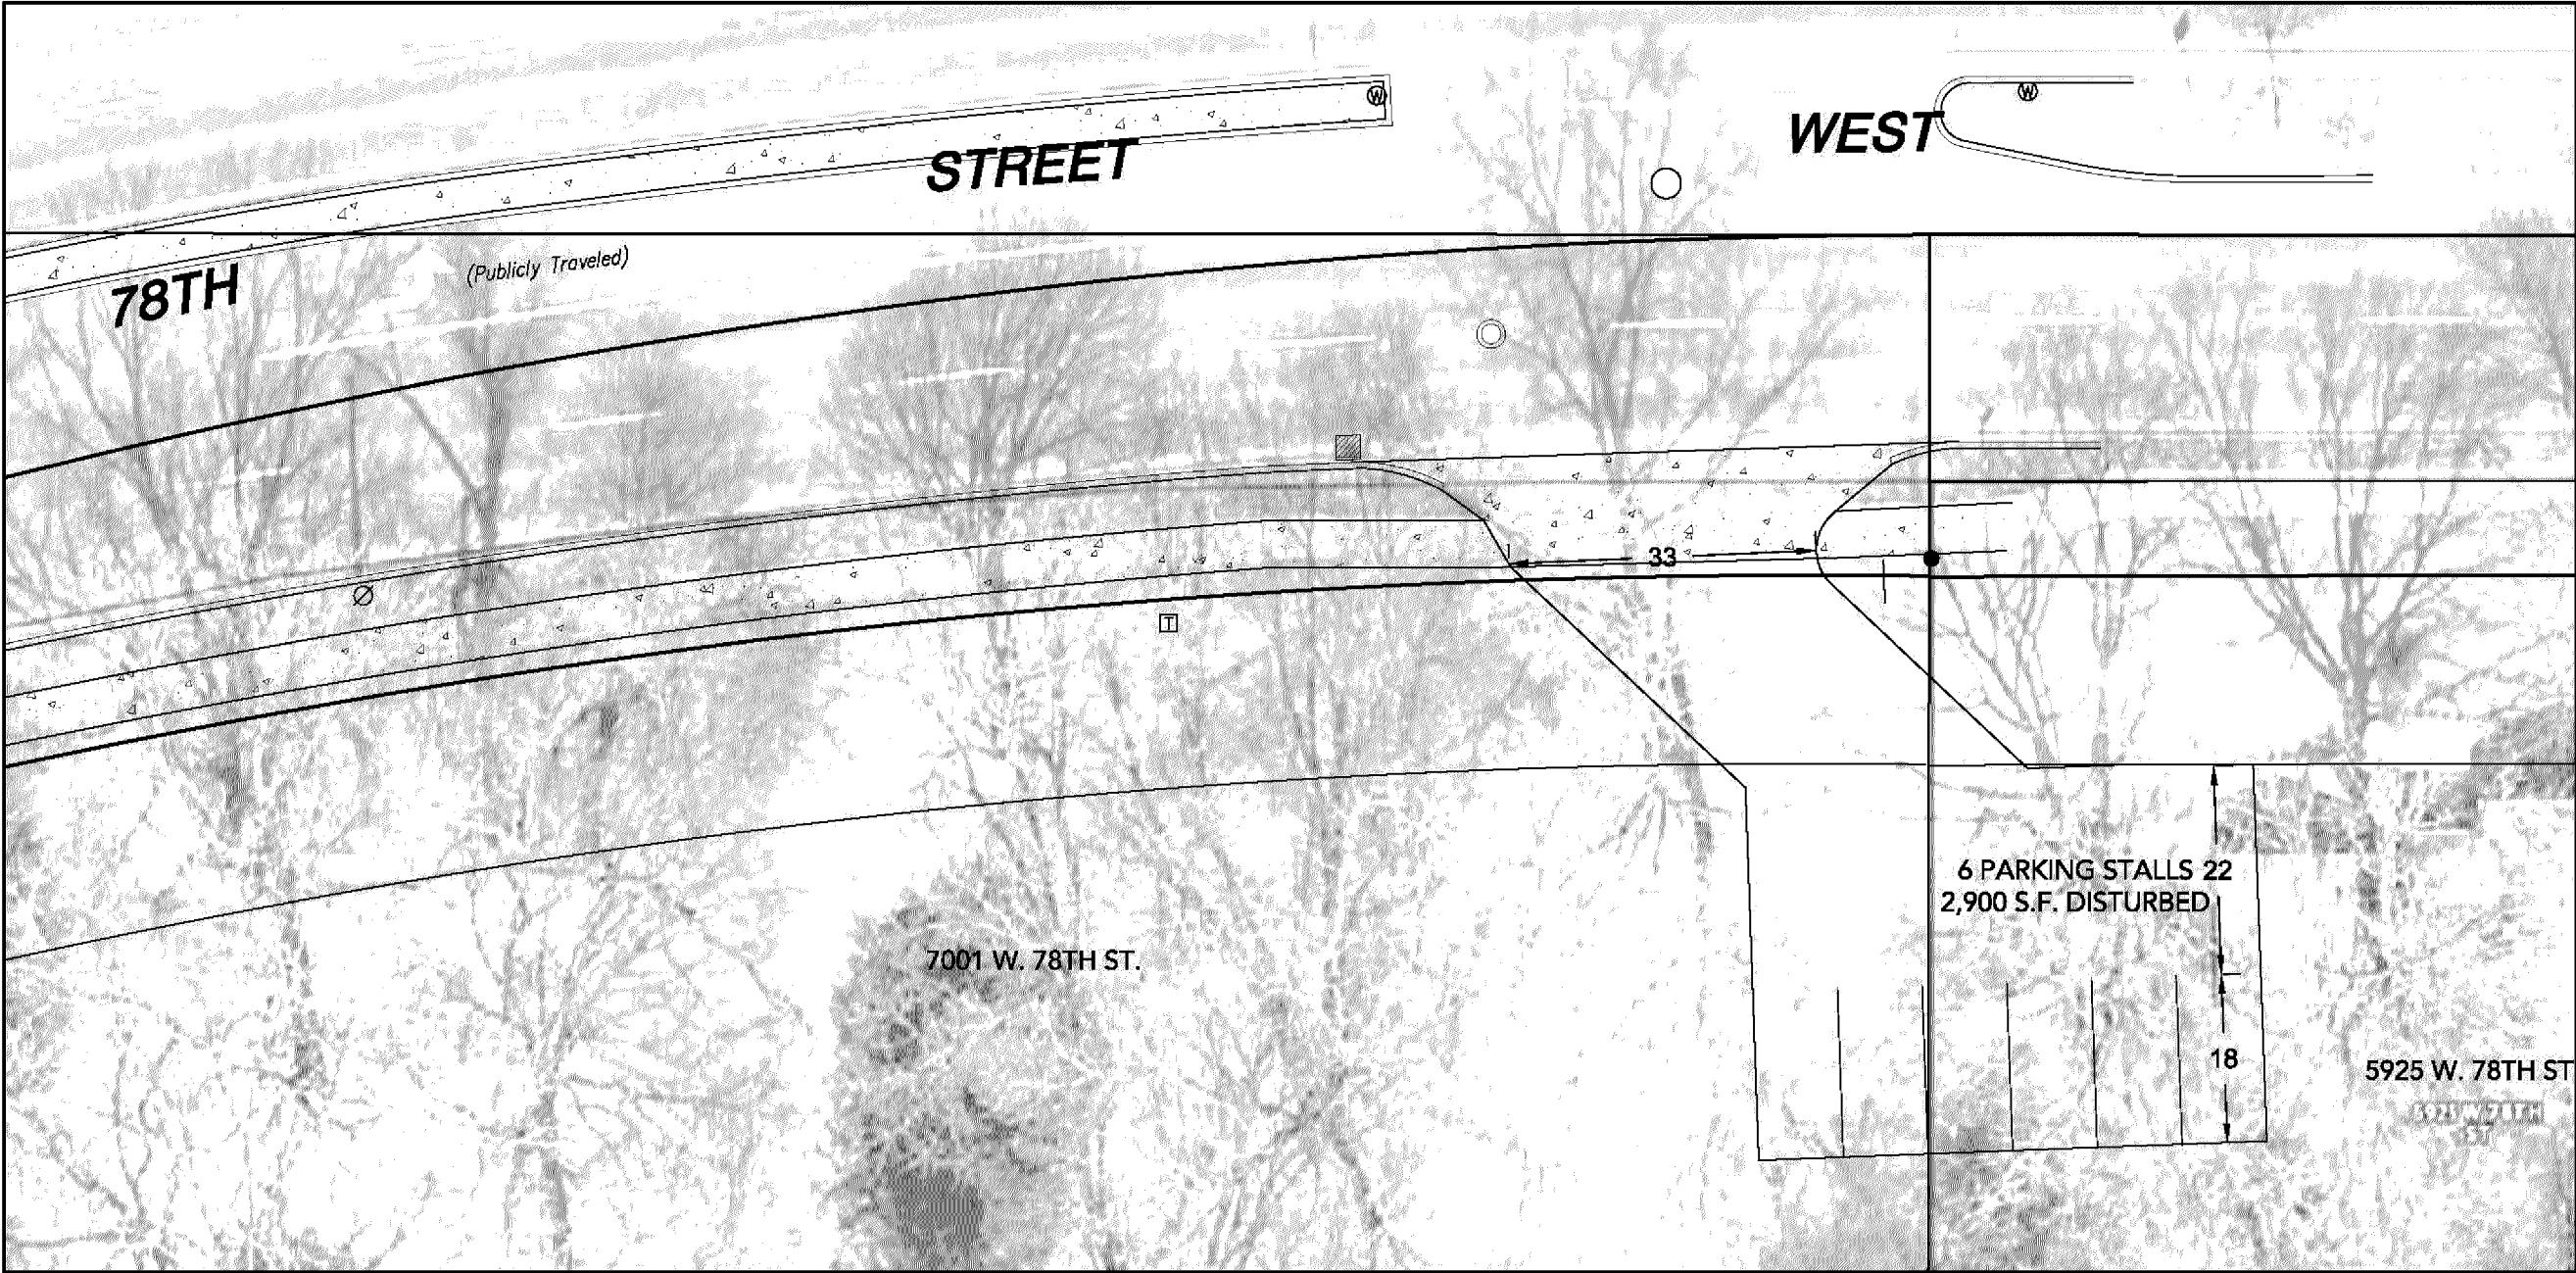 W
W
WEST
STREET
(Publicly Traveled)
78TH
33
T
6 PARKING STALLS 22
2,900 S.F. DISTURBED
7001 W. 78TH ST.
18
5925 W. 78TH ST